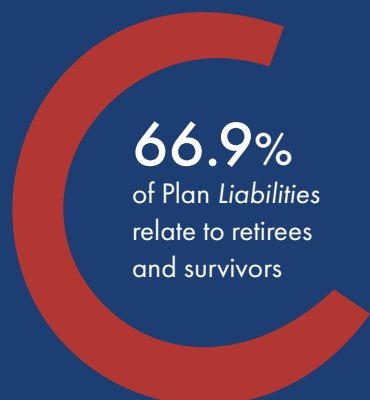 66.9%
of Plan Liabilities
relate to retirees
and survivors